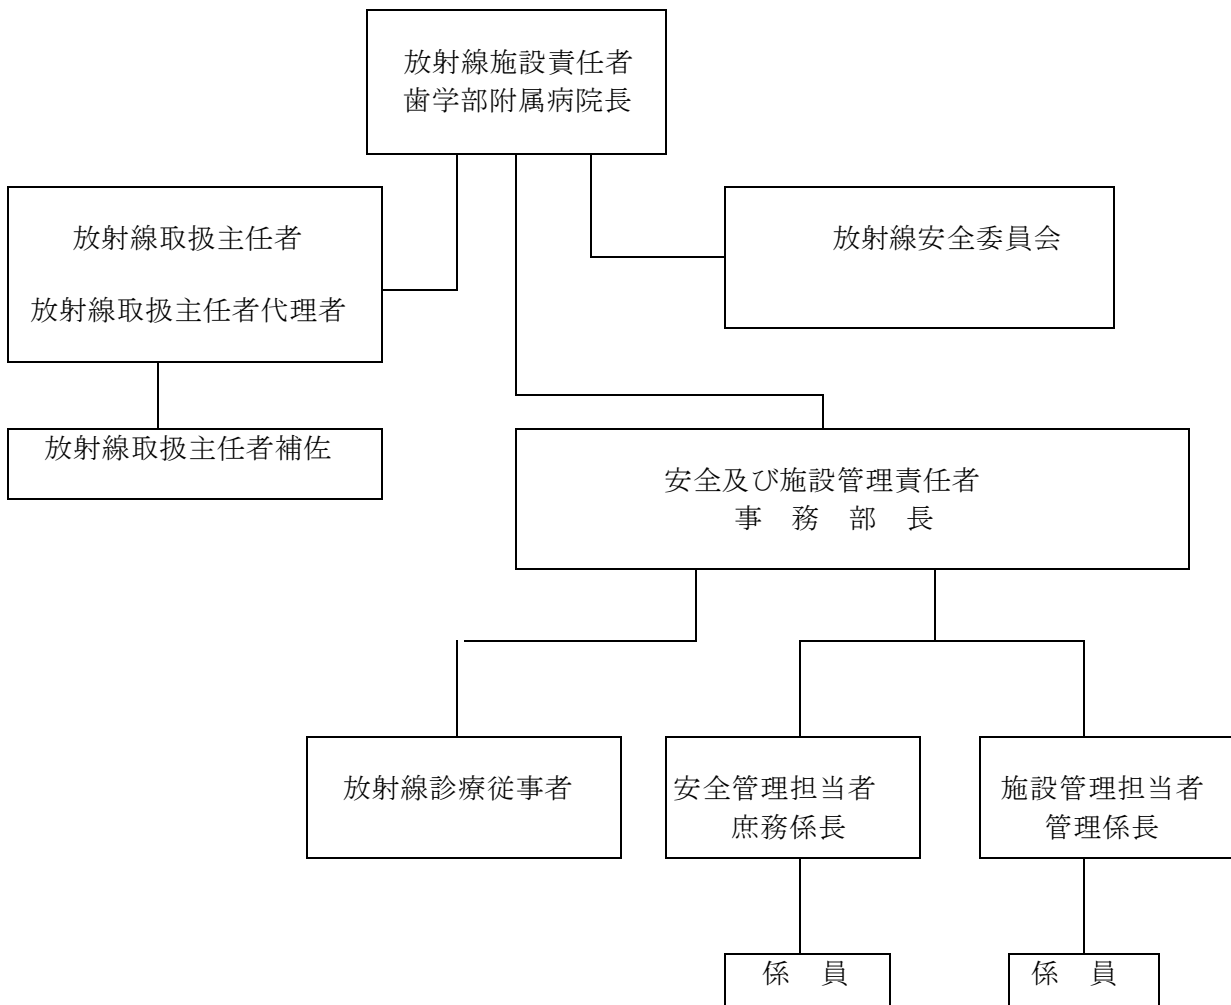 放射線施設責任者
歯学部附属病院長
放射線取扱主任者
放射線取扱主任者代理者
放射線安全委員会
放射線取扱主任者補佐
安全及び施設管理責任者
事　務　部　長
放射線診療従事者
安全管理担当者
庶務係長
施設管理担当者
管理係長
係　員
係　員